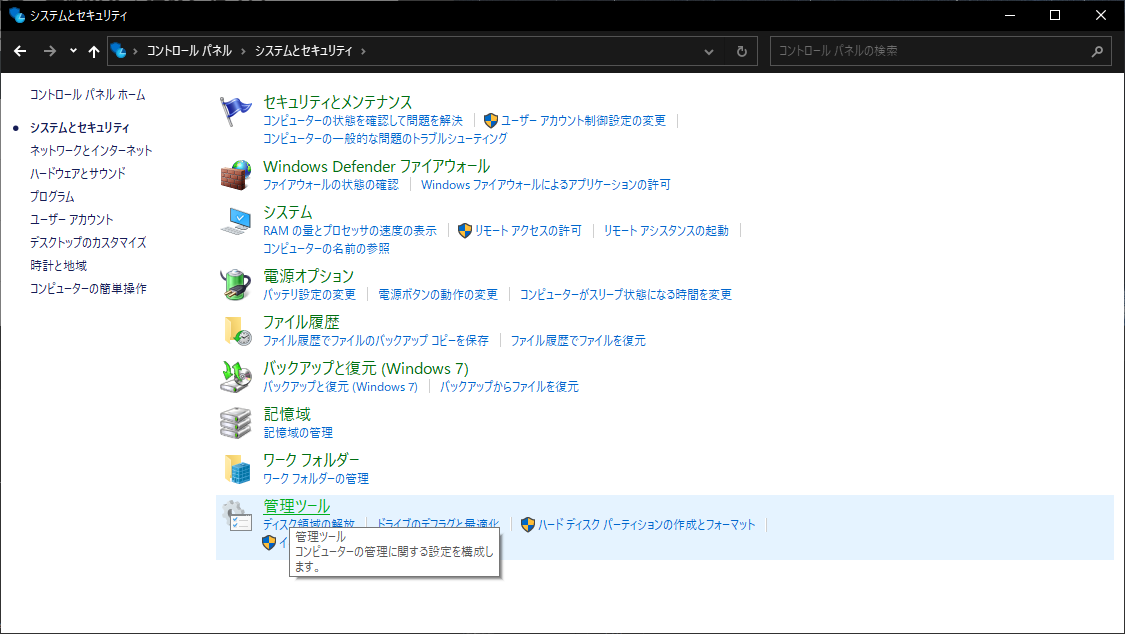 システムとセキュリティ
コントロール パネル › システムとセキュリティ ›
コントロール パネルの検索
コントロール パネル ホーム
システムとセキュリティ
ネットワークとインターネット
ハードウェアとサウンド
プログラム
ユーザー アカウント
デスクトップのカスタマイズ
時計と地域
コンピューターの簡単操作
セキュリティとメンテナンス
コンピューターの状態を確認して問題を解決 | ユーザー アカウント制御設定の変更 |
コンピューターの一般的な問題のトラブルシューティング
Windows Defender ファイアウォール
ファイアウォールの状態の確認 | Windows ファイアウォールによるアプリケーションの許可
システム
RAM の量とプロセッサの速度の表示 | リモート アクセスの許可 | リモート アシスタンスの起動 |
コンピューターの名前の参照
電源オプション
バッテリ設定の変更 | 電源ボタンの動作の変更 | コンピューターがスリープ状態になる時間を変更
ファイル履歴
ファイル履歴でファイルのバックアップ コピーを保存 | ファイル履歴でファイルを復元
バックアップと復元 (Windows 7)
バックアップと復元 (Windows 7) | バックアップからファイルを復元
記憶域
記憶域の管理
ワーク フォルダー
ワーク フォルダーの管理
管理ツール
ディスク領域の解放 | ドライブのデフラグと最適化 | ハード ディスク パーティションの作成とフォーマット |
イ
管理ツール
コンピューターの管理に関する設定を構成し
ます。